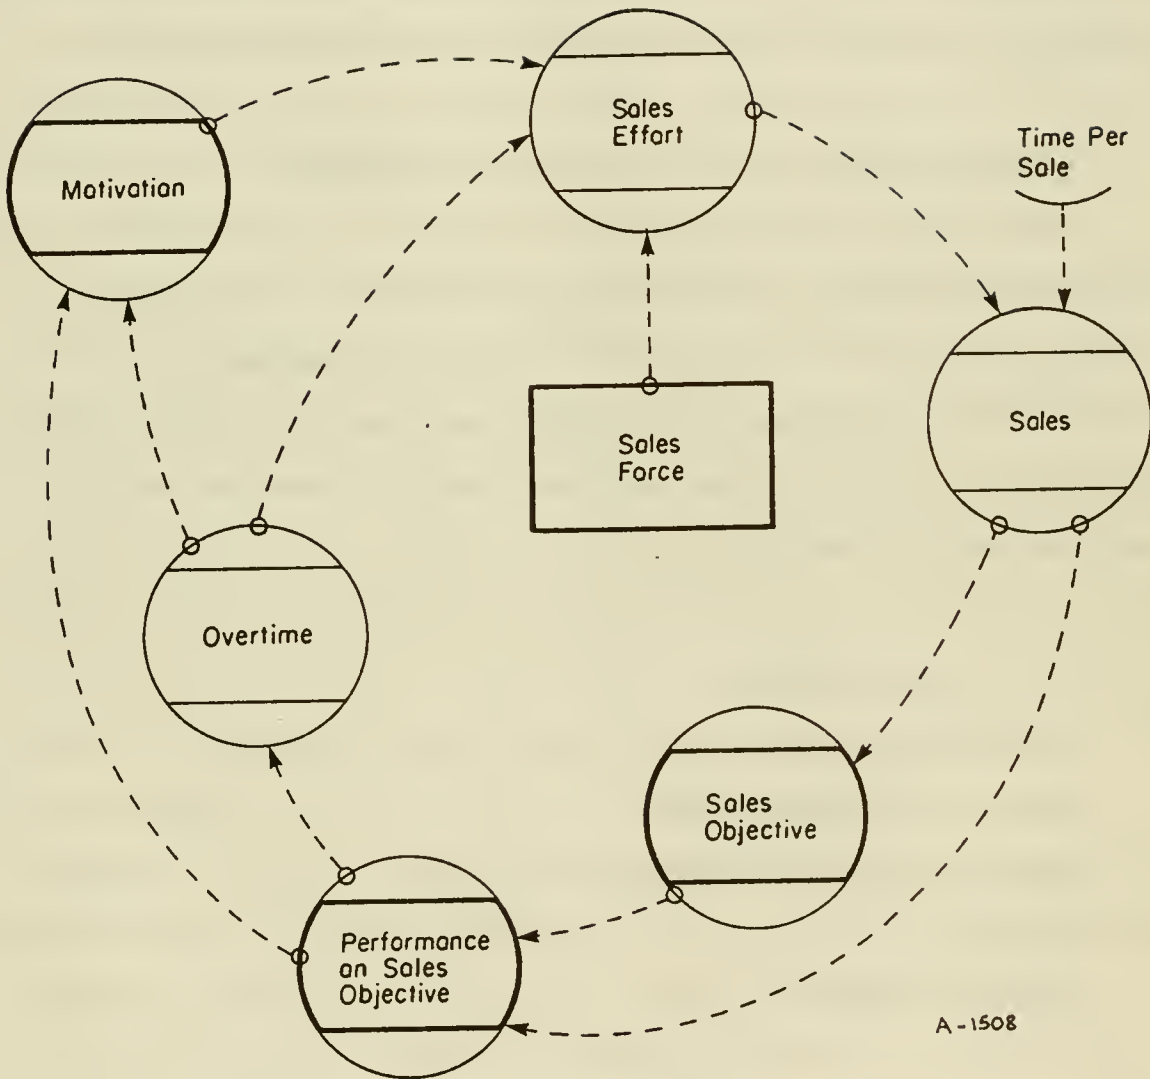 Sales
Effort
Time Per
Sale
Motivation
Sales
Sales
Force
Overtime
Sales
Objective
Performance
on Sales
Objective
A-1508